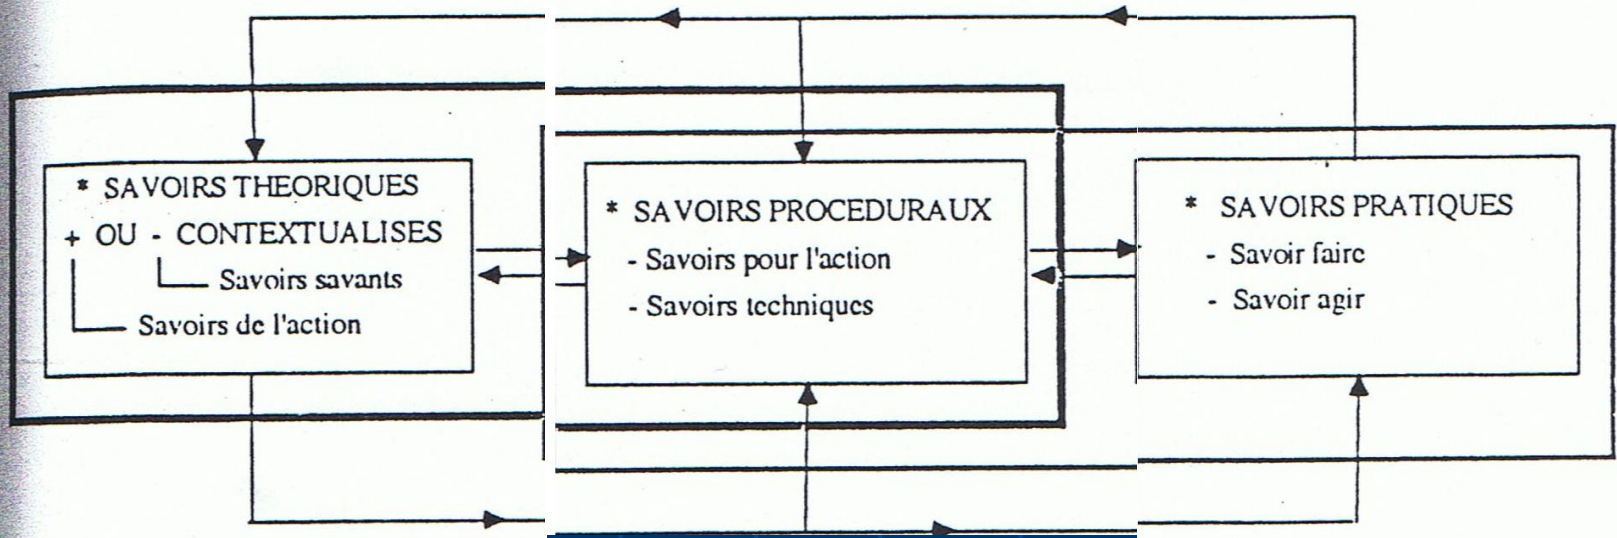 * SAVOIRS THEORIQUES
+ OU - CONTEXTUALISES
Savoirs savants
Savoirs de l'action
* SAVOIRS PROCEDURAUX
- Savoirs pour l'action
- Savoirs techniques
* SAVOIRS PRATIQUES
- Savoir faire
- Savoir agir